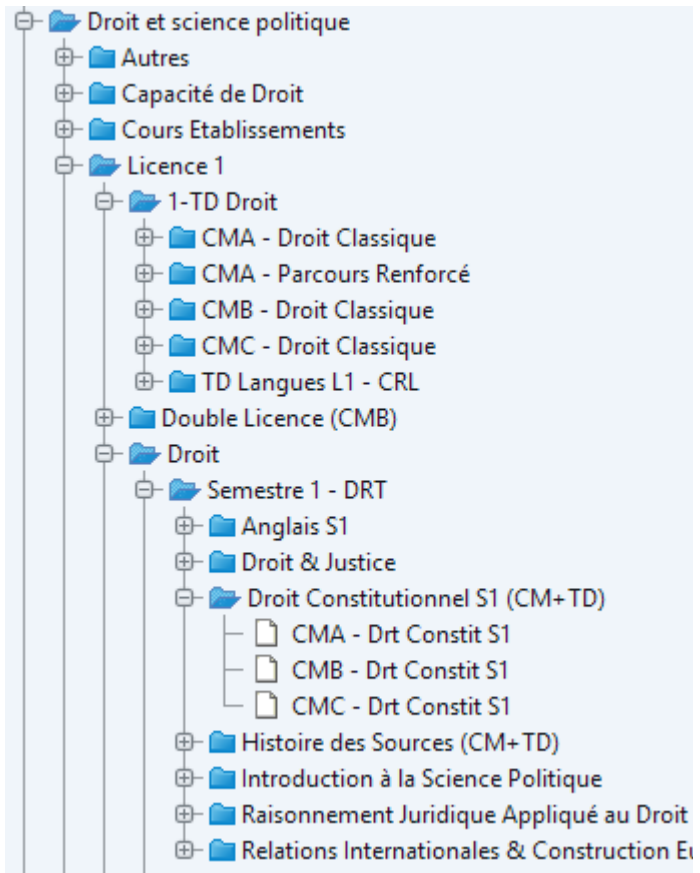 Droit et science politique
Autres
Capacité de Droit
Cours Etablissements
Licence 1
1-TD Droit
CMA - Droit Classique
CMA - Parcours Renforcé
CMB - Droit Classique
CMC - Droit Classique
TD Langues L1 - CRL
Double Licence (CMB)
Droit
Semestre 1 - DRT
Anglais S1
Droit & Justice
Droit Constitutionnel S1 (CM+TD)
CMA - Drt Constit S1
CMB - Drt Constit S1
CMC - Drt Constit S1
Histoire des Sources (CM+TD)
Introduction à la Science Politique
Raisonnement Juridique Appliqué au Droit
Relations Internationales & Construction